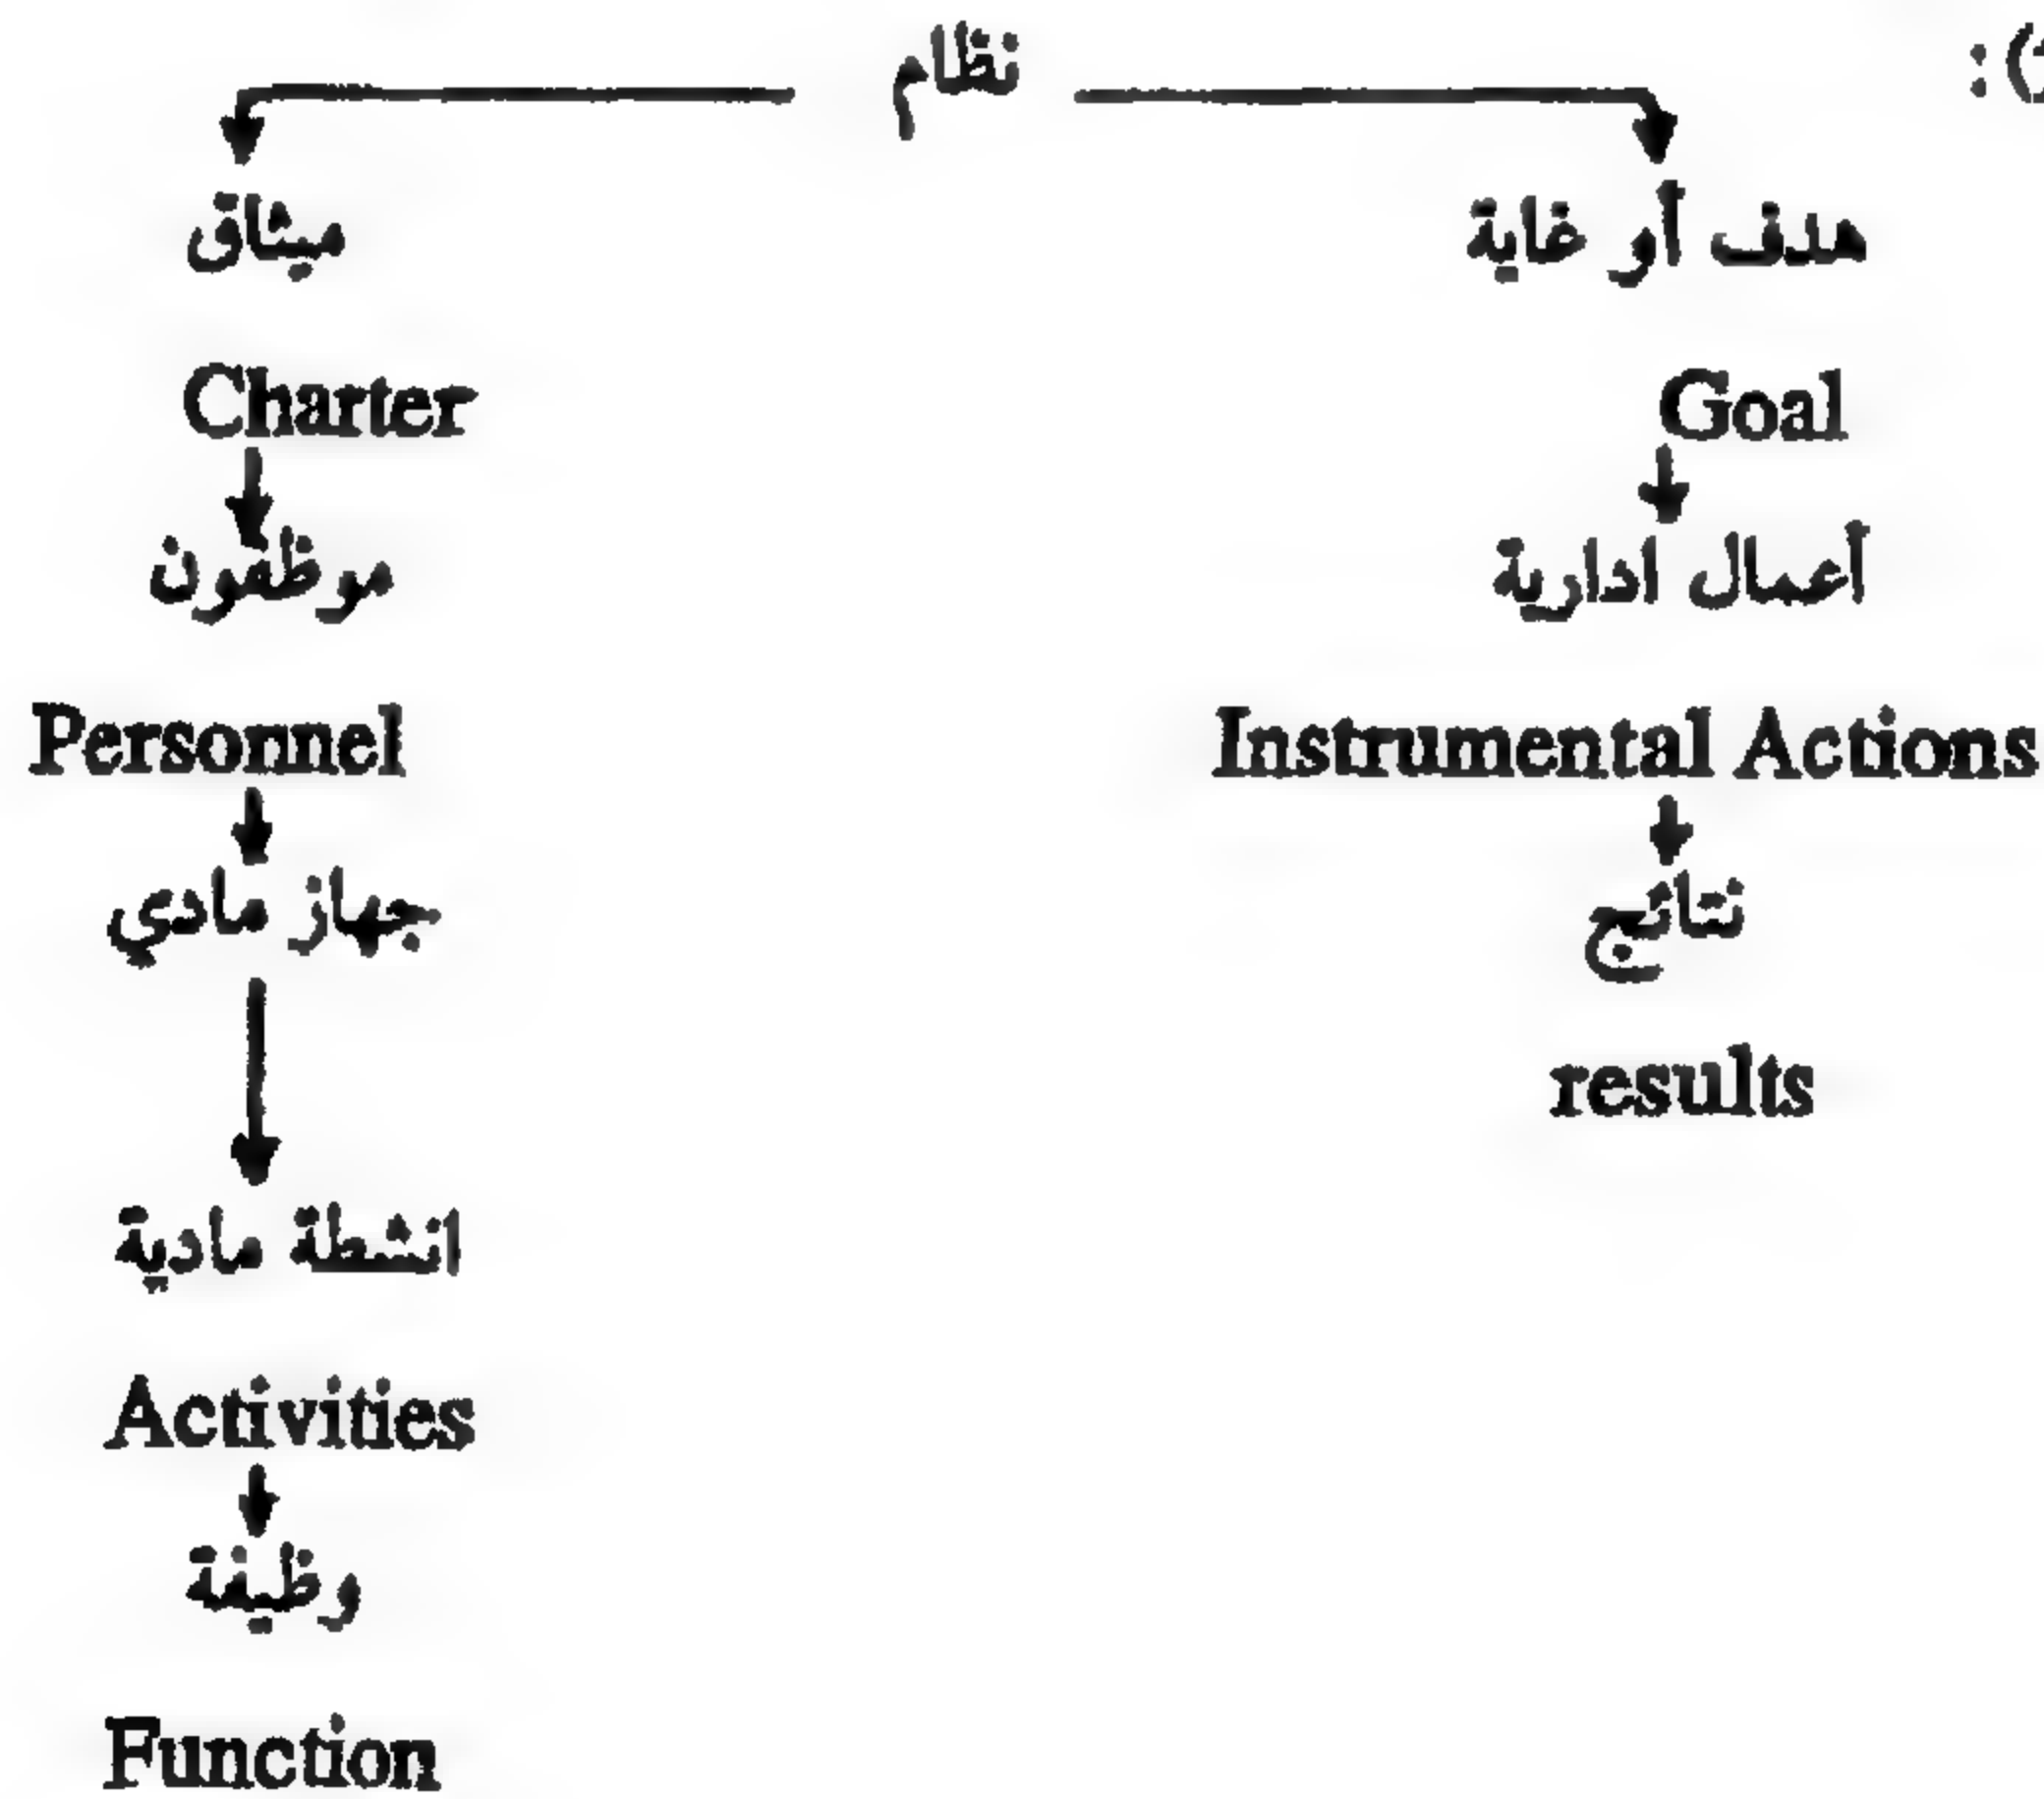 نظام
هدف أو غاية
ميثاق
Goal
Charter
أعمال ادارية
موظفون
Instrumental Actions
Personnel
نتائج
جهاز مادي
results
انشطة مادية
Activities
وظيفة
Function